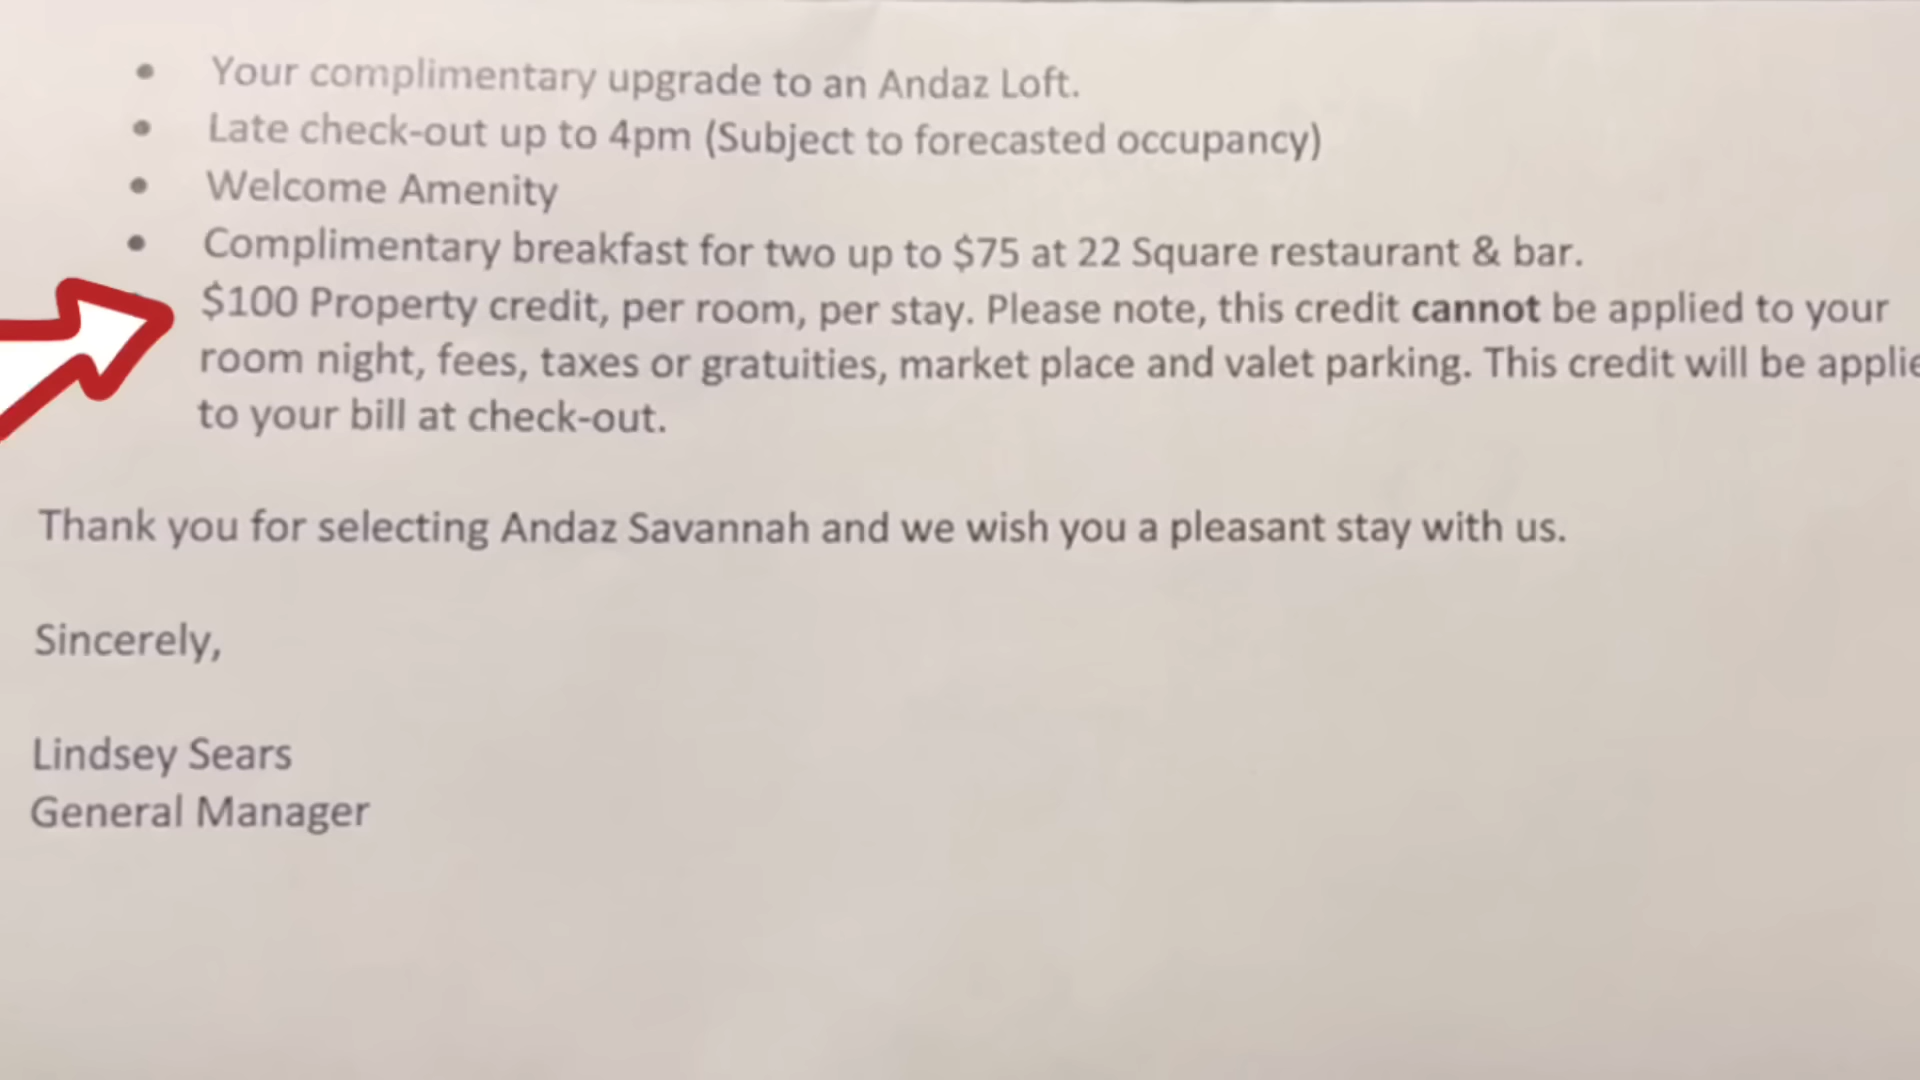 • Your complimentary upgrade to an Andaz Loft.
• Late check-out up to 4pm (Subject to forecasted occupancy)
• Welcome Amenity
• Complimentary breakfast for two up to $75 at 22 Square restaurant & bar.
$100 Property credit, per room, per stay. Please note, this credit cannot be applied to your
room night, fees, taxes or gratuities, market place and valet parking. This credit will be applie
to your bill at check-out.
Thank you for selecting Andaz Savannah and we wish you a pleasant stay with us.
Sincerely,
Lindsey Sears
General Manager